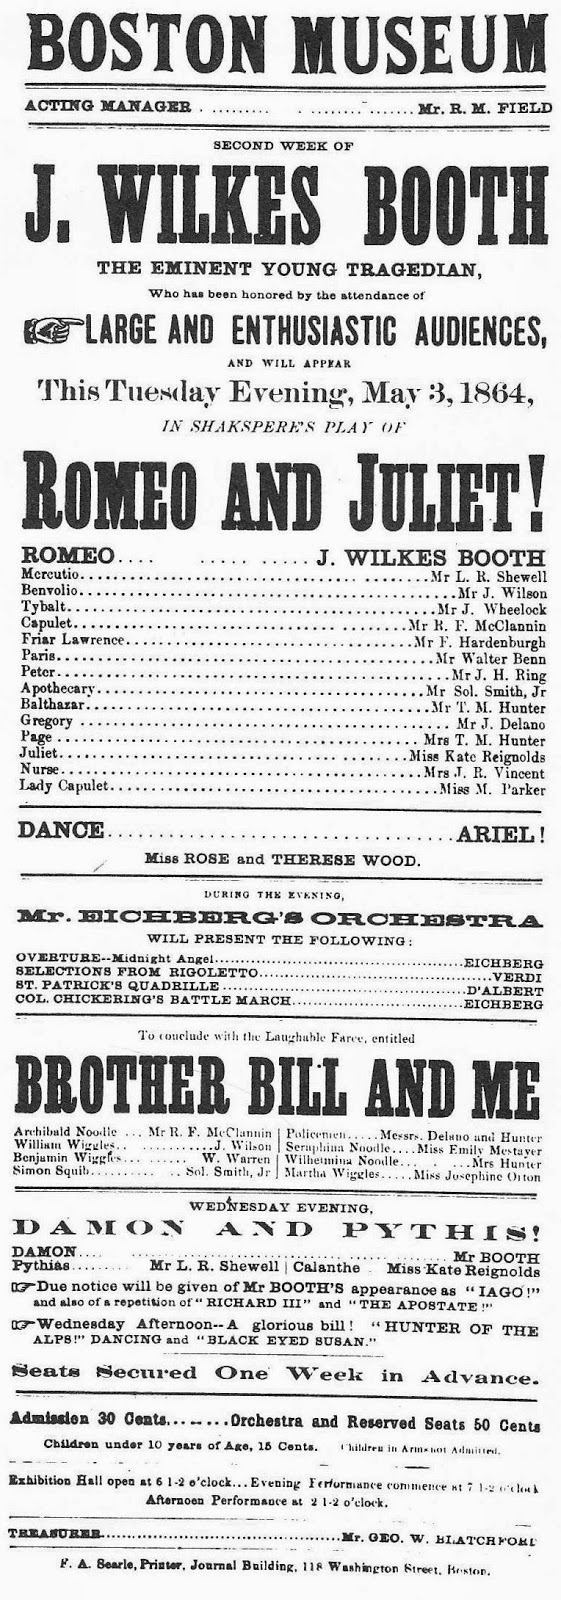 BOSTON MUSEUM
ACTING MANAGER .......... Mr. R. M. FIELD
SECOND WEEK OF
J. WILKES BOOTH
THE EMINENT YOUNG TRAGEDIAN,
Who has been honored by the attendance of
LARGE AND ENTHUSIASTIC AUDIENCES,
AND WILL APPEAR
This Tuesday Evening, May 3, 1864,
IN SHAKSPERE'S PLAY OF
ROMEO AND JULIET!
ROMEO.... ..... J. WILKES BOOTH
Mercutio..........Mr L. R. Shewell
Benvolio..........Mr J. Wilson
Tybalt..........Mr J. Wheelock
Capulet..........Mr R. F. McClannin
Friar Lawrence..........Mr F. Hardenburgh
Paris..........Mr Walter Benn
Peter..........Mr J. H. Ring
Apothecary..........Mr Sol. Smith, Jr
Balthazar..........Mr T. M. Hunter
Gregory ..........Mr J. Delano
Page ..........Mrs T. M. Hunter
Juliet..........Miss Kate Reignolds
Nurse..........Mrs J. R. Vincent
Lady Capulet..........Miss M. Parker
DANCE..........ARIEL!
Miss ROSE and THERESE WOOD.
DURING THE EVENING,
Mr. EICHBERG'S ORCHESTRA
WILL PRESENT THE FOLLOWING:
OVERTURE--Midnight Angel..........EICHBERG
SELECTIONS FROM RIGOLETTO..........VERDI
ST. PATRICK'S QUADRILLE..........D'ALBERT
COL. CHICKERING'S BATTLE MARCH..........EICHBERG
To conclude with the Laughable Farce, entitled
BROTHER BILL AND ME
Archibald Noodle ... Mr R. F. McClannin | Policemen.....Messrs. Delano and Hunter
William Wiggles..........J. Wilson | Seraphina Noodle....Miss Emily Mestayer
Benjamin Wiggles..... W. Warren | Wilhelmina Noodle.... Mrs Hunter
Simon Squib..........Sol. Smith, Jr | Martha Wiggles.....Miss Josephine Orton
WEDNESDAY EVENING,
DAMON AND PYTHIS!
DAMON.... .......... Mr BOOTH
Pythias..... Mr L. R. Shewell | Calanthe . Miss Kate Reignolds
Due notice will be given of Mr BOOTH'S appearance as "IAGO!"
and also of a repetition of "RICHARD III" and "THE APOSTATE!"
Wednesday Afternoon--A glorious bill! "HUNTER OF THE
ALPS!" DANCING and "BLACK EYED SUSAN."
Seats Secured One Week in Advance.
Admission 30 Cents........Orchestra and Reserved Seats 50 Cents
Children under 10 years of Age, 15 Cents. Children in Arms not Admitted.
Exhibition Hall open at 6 1-2 o'clock...Evening Performance commence at 7 1-2 o'clock
Afternoon Performance at 2 1-2 o'clock.
TREASURER..........Mr. GEO. W. BLATCHFORD
F. A. Searle, Printer, Journal Building, 118 Washington Street, Boston.